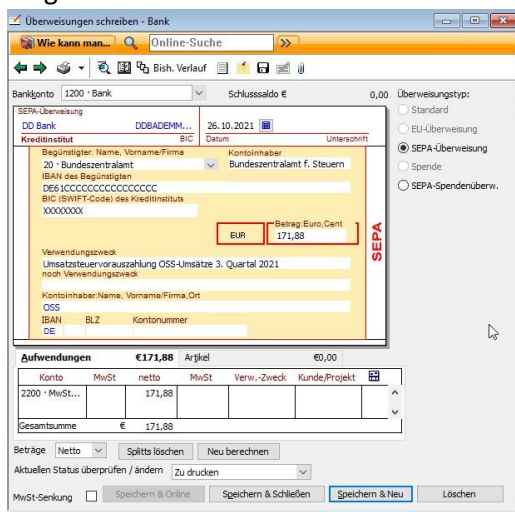 Überweisungen schreiben - Bank
Wie kann man... Online-Suche
Bish. Verlauf
Bankkonto 1200 · Bank Schlusssaldo € 0,00 Überweisungstyp:
Standard
EU-Überweisung
SEPA-Überweisung
Spende
SEPA-Spendenüberw.
SEPA-Überweisung
DD Bank DDBADEMM... 26.10.2021
Kreditinstitut BIC Datum Unterschrift
Begünstigter: Name, Vorname/Firma Kontoinhaber
20 · Bundeszentralamt Bundeszentralamt f. Steuern
IBAN des Begünstigten
DE61CCCCCCCCCCCCCCC
BIC (SWIFT-Code) des Kreditinstituts
XXXXXXXX
Betrag:Euro,Cent
EUR 171,88
SEPA
Verwendungszweck
Umsatzsteuervorauszahlung OSS-Umsätze 3. Quartal 2021
noch Verwendungszweck
Kontoinhaber:Name, Vorname/Firma,Ort
OSS
IBAN BLZ Kontonummer
DE
Aufwendungen €171,88 Artikel €0,00
Konto MwSt netto MwSt Verw.-Zweck Kunde/Projekt
2200 · MwSt... 171,88
Gesamtsumme € 171,88
Beträge Netto Splitts löschen Neu berechnen
Aktuellen Status überprüfen / ändern Zu drucken
MwSt-Senkung Speichern & Online Speichern & Schließen Speichern & Neu Löschen